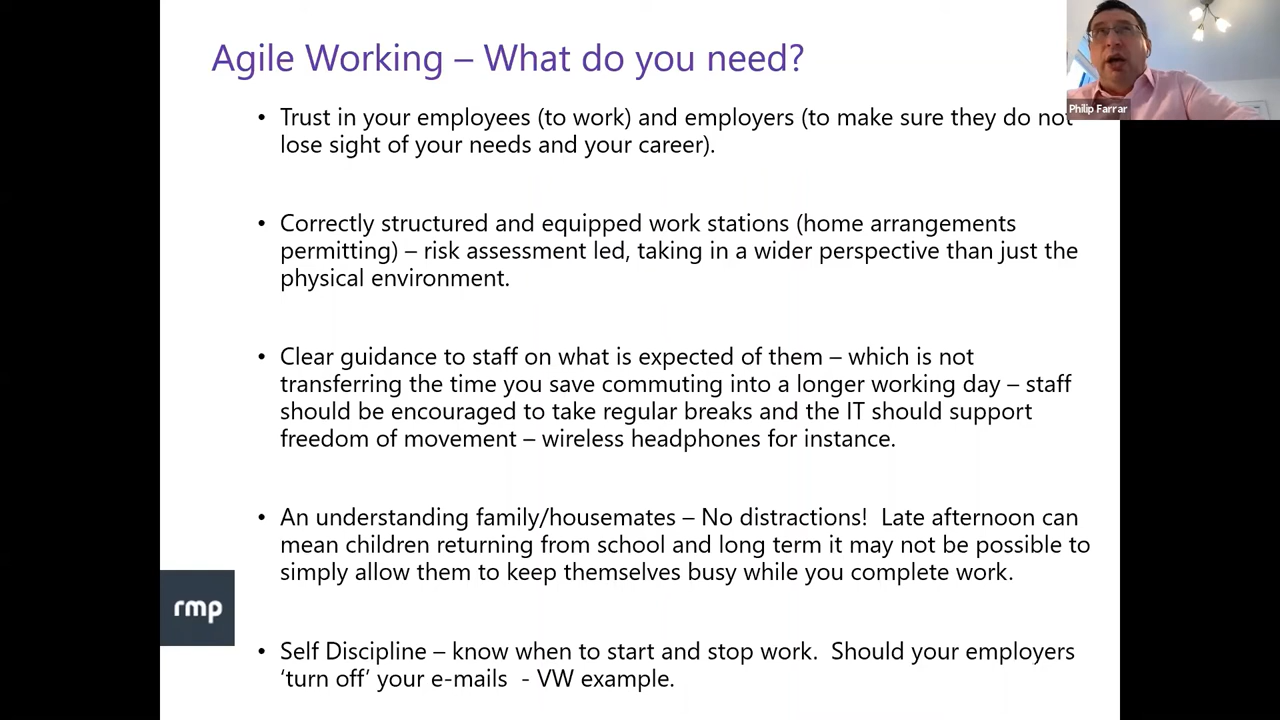 Agile Working – What do you need?
Philip Farrar
• Trust in your employees (to work) and employers (to make sure they do not
lose sight of your needs and your career).
• Correctly structured and equipped work stations (home arrangements
permitting) – risk assessment led, taking in a wider perspective than just the
physical environment.
• Clear guidance to staff on what is expected of them – which is not
transferring the time you save commuting into a longer working day – staff
should be encouraged to take regular breaks and the IT should support
freedom of movement – wireless headphones for instance.
• An understanding family/housemates – No distractions!  Late afternoon can
mean children returning from school and long term it may not be possible to
simply allow them to keep themselves busy while you complete work.
rmp
• Self Discipline – know when to start and stop work.  Should your employers
‘turn off’ your e-mails  - VW example.